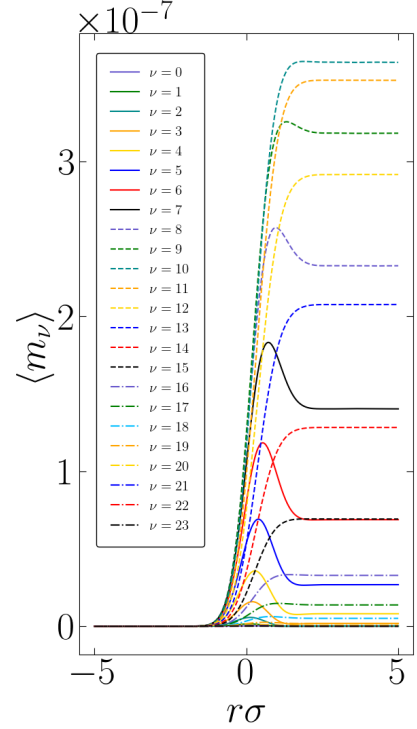 ×10⁻⁷
3
2
1
0
⟨mν⟩
ν = 0
ν = 1
ν = 2
ν = 3
ν = 4
ν = 5
ν = 6
ν = 7
ν = 8
ν = 9
ν = 10
ν = 11
ν = 12
ν = 13
ν = 14
ν = 15
ν = 16
ν = 17
ν = 18
ν = 19
ν = 20
ν = 21
ν = 22
ν = 23
−5 0 5
rσ